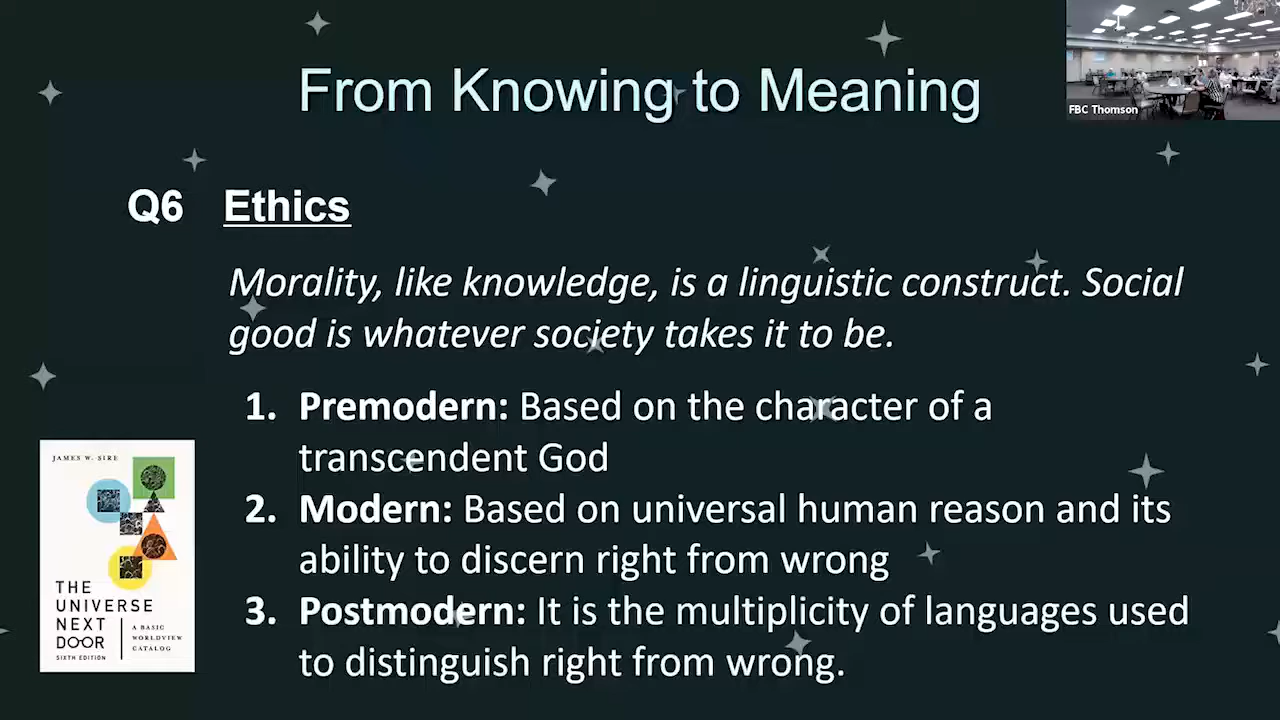 From Knowing to Meaning
FBC Thomson
Q6 Ethics
Morality, like knowledge, is a linguistic construct. Social
good is whatever society takes it to be.
1. Premodern: Based on the character of a
transcendent God
2. Modern: Based on universal human reason and its
ability to discern right from wrong
3. Postmodern: It is the multiplicity of languages used
to distinguish right from wrong.
JAMES W. SIRE
THE
UNIVERSE
NEXT
DOOR
SIXTH EDITION
A BASIC
WORLDVIEW
CATALOG